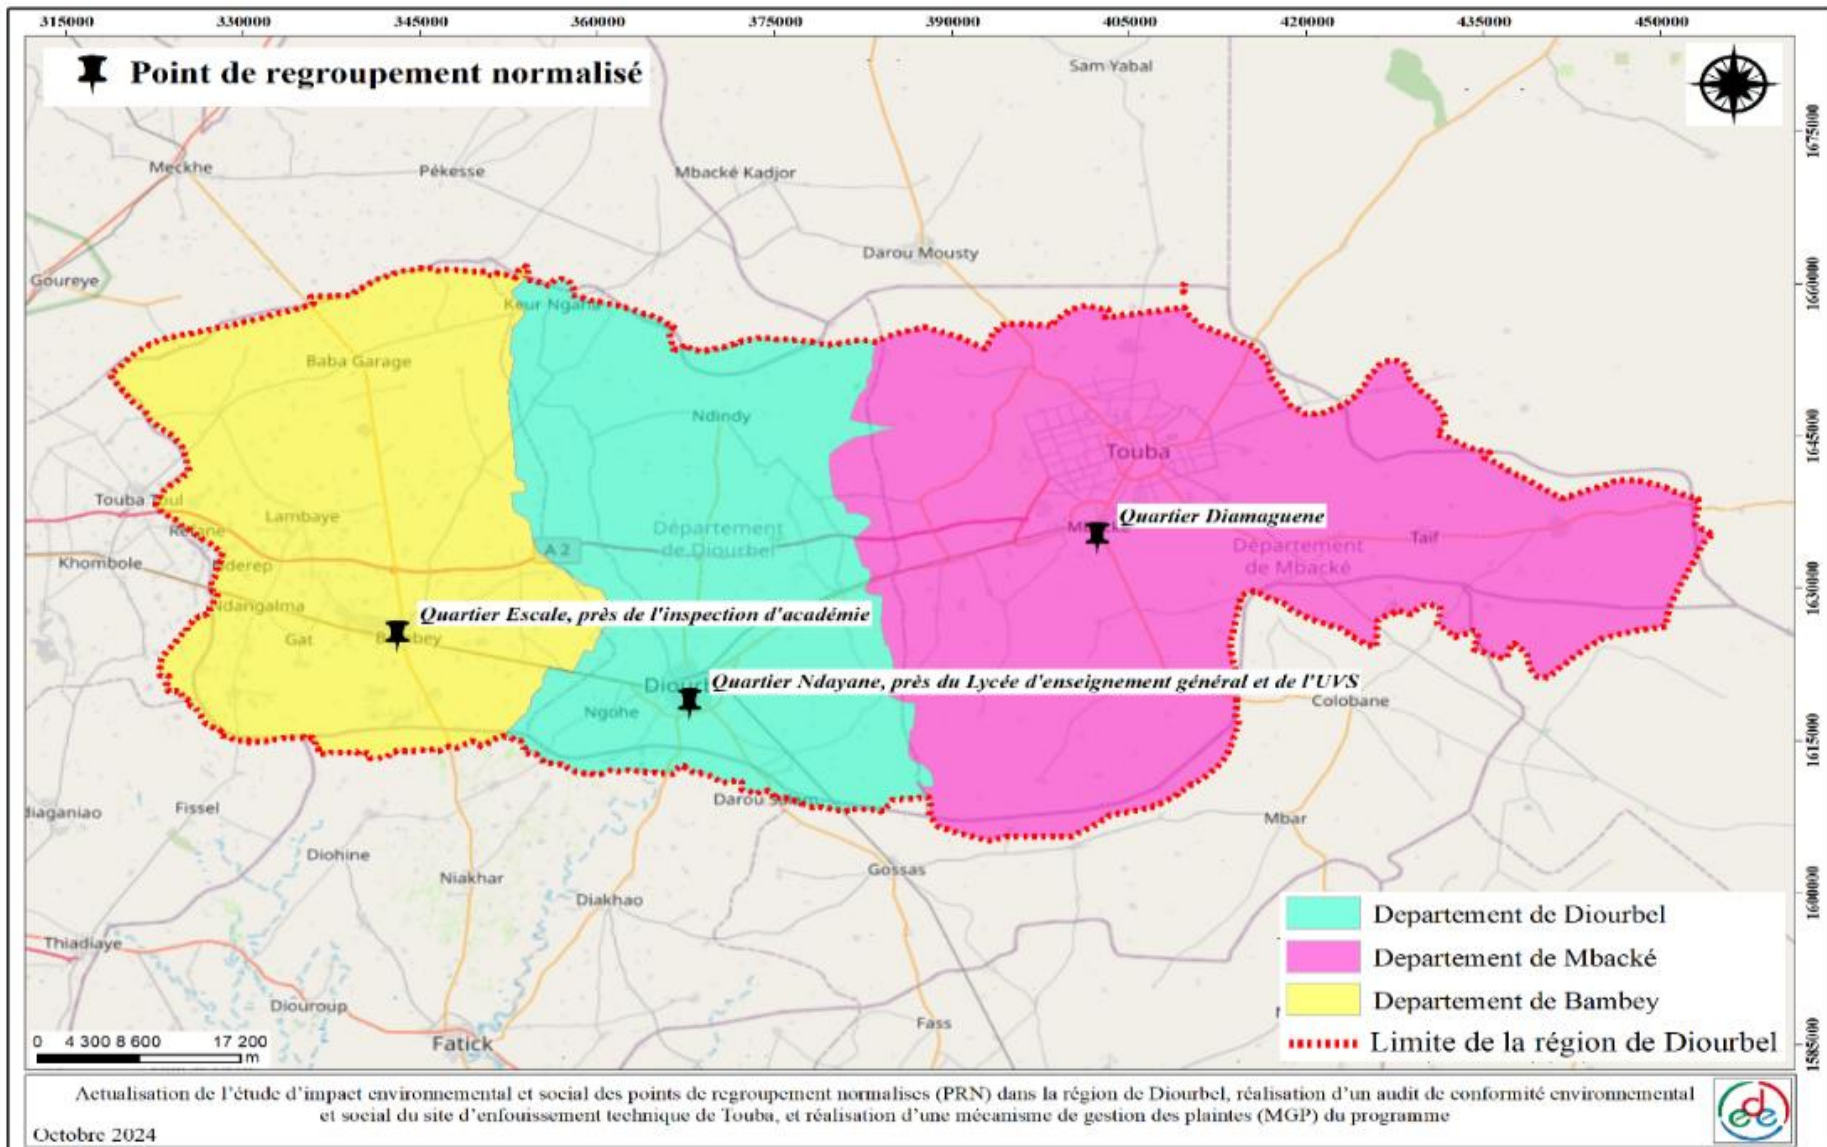 315000 330000 345000 360000 375000 390000 405000 420000 435000 450000
Point de regroupement normalisé
Sam Yabal
1675000
Meckhe
Pékesse
Mbacké Kadjor
Darou Mousty
Goureye
1660000
Keur Ngana
Baba Garage
Ndindy
1645000
Touba
Touba Toul
Lambaye
Quartier Diamaguene
Département
de Diourbel
A 2
Taif
Département
de Mbacké
Khombole
1630000
Ndangalma
Quartier Escale, près de l'inspection d'académie
Gat
Quartier Ndayane, près du Lycée d'enseignement général et de l'UVS
Ngohe
Colobane
1615000
Fissel
Mbar
Diohine
Niakhar
Gossas
Diakhao
1600000
Departement de Diourbel
Thiadiaye
Departement de Mbacké
Diouroup
Departement de Bambey
Fass
Fatick
Limite de la région de Diourbel
1585000
0 4 300 8 600 17 200
m
Actualisation de l'étude d'impact environnemental et social des points de regroupement normalises (PRN) dans la région de Diourbel, réalisation d'un audit de conformité environnemental
et social du site d'enfouissement technique de Touba, et réalisation d'une mécanisme de gestion des plaintes (MGP) du programme
Octobre 2024
ede